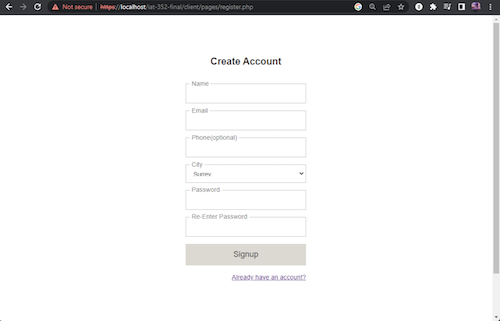 Not secure
https://localhost/iat-352-final/client/pages/register.php
Create Account
Name
Email
Phone(optional)
City
Surrey
Password
Re-Enter Password
Signup
Already have an account?